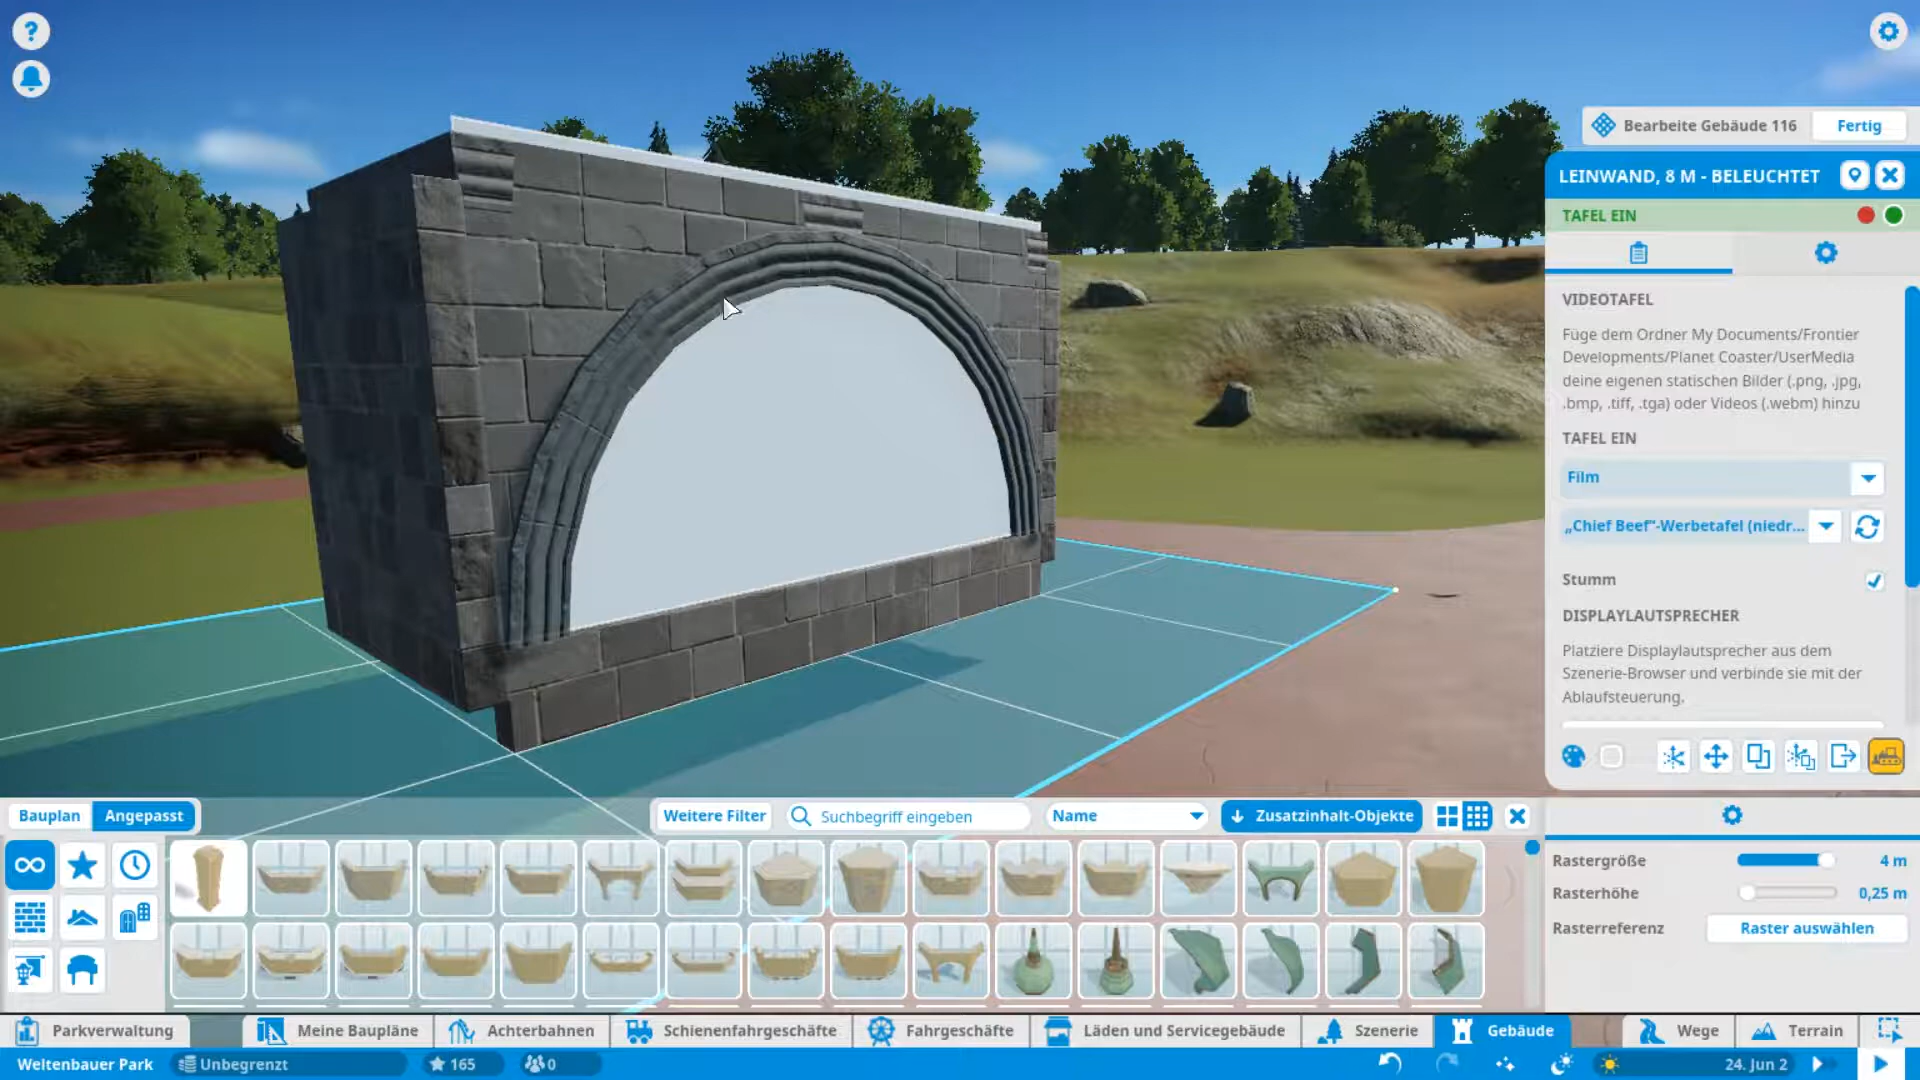 ?
Bearbeite Gebäude 116
Fertig
LEINWAND, 8 M - BELEUCHTET
TAFEL EIN
VIDEOTAFEL
Füge dem Ordner My Documents/Frontier
Developments/Planet Coaster/UserMedia
deine eigenen statischen Bilder (.png, .jpg,
.bmp, .tiff, .tga) oder Videos (.webm) hinzu
TAFEL EIN
Film
„Chief Beef“-Werbetafel (niedr...
Stumm
DISPLAYLAUTSPRECHER
Platziere Displaylautsprecher aus dem
Szenerie-Browser und verbinde sie mit der
Ablaufsteuerung.
Bauplan
Angepasst
Weitere Filter
Suchbegriff eingeben
Name
Zusatzinhalt-Objekte
Rastergröße
4 m
Rasterhöhe
0,25 m
Rasterreferenz
Raster auswählen
Parkverwaltung
Meine Baupläne
Achterbahnen
Schienenfahrgeschäfte
Fahrgeschäfte
Läden und Servicegebäude
Szenerie
Gebäude
Wege
Terrain
Weltenbauer Park
Unbegrenzt
165
0
24. Jun 2